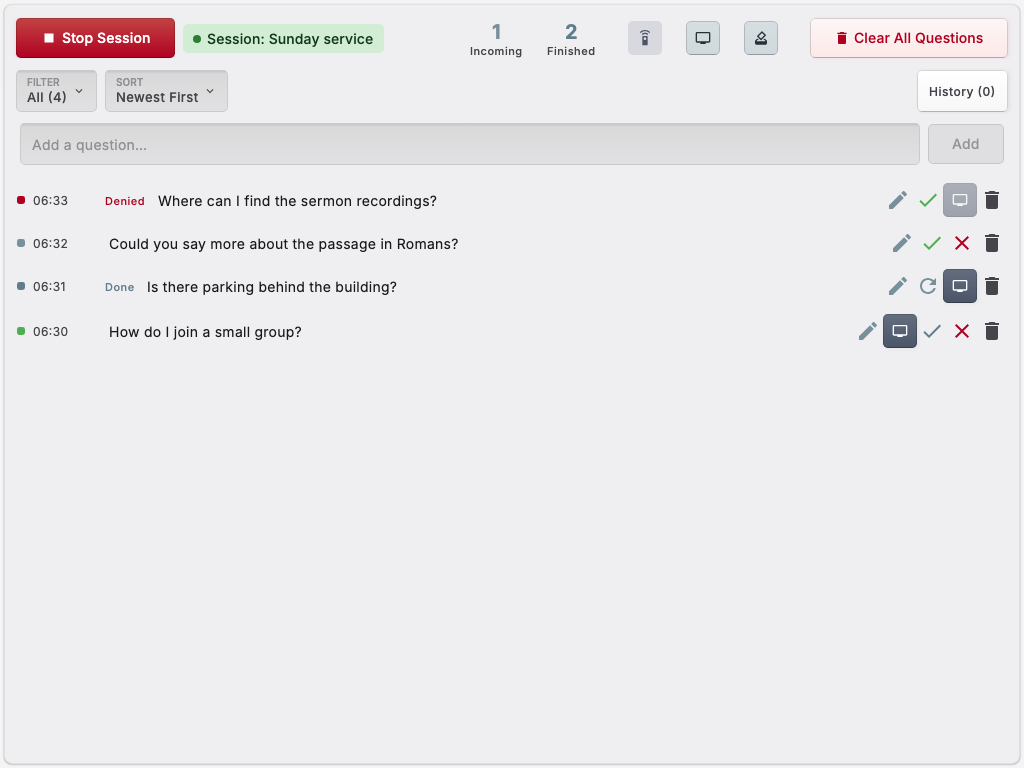 Stop Session
Session: Sunday service
1
Incoming
2
Finished
Clear All Questions
FILTER
All (4)
SORT
Newest First
History (0)
Add a question...
Add
06:33 Denied Where can I find the sermon recordings?
06:32 Could you say more about the passage in Romans?
06:31 Done Is there parking behind the building?
06:30 How do I join a small group?